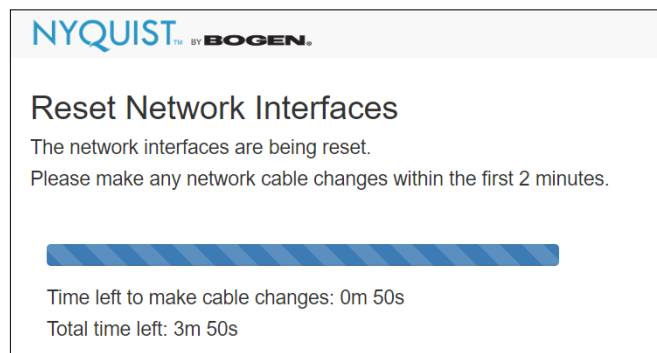 NYQUIST™ BY BOGEN®
Reset Network Interfaces
The network interfaces are being reset.
Please make any network cable changes within the first 2 minutes.
Time left to make cable changes: 0m 50s
Total time left: 3m 50s